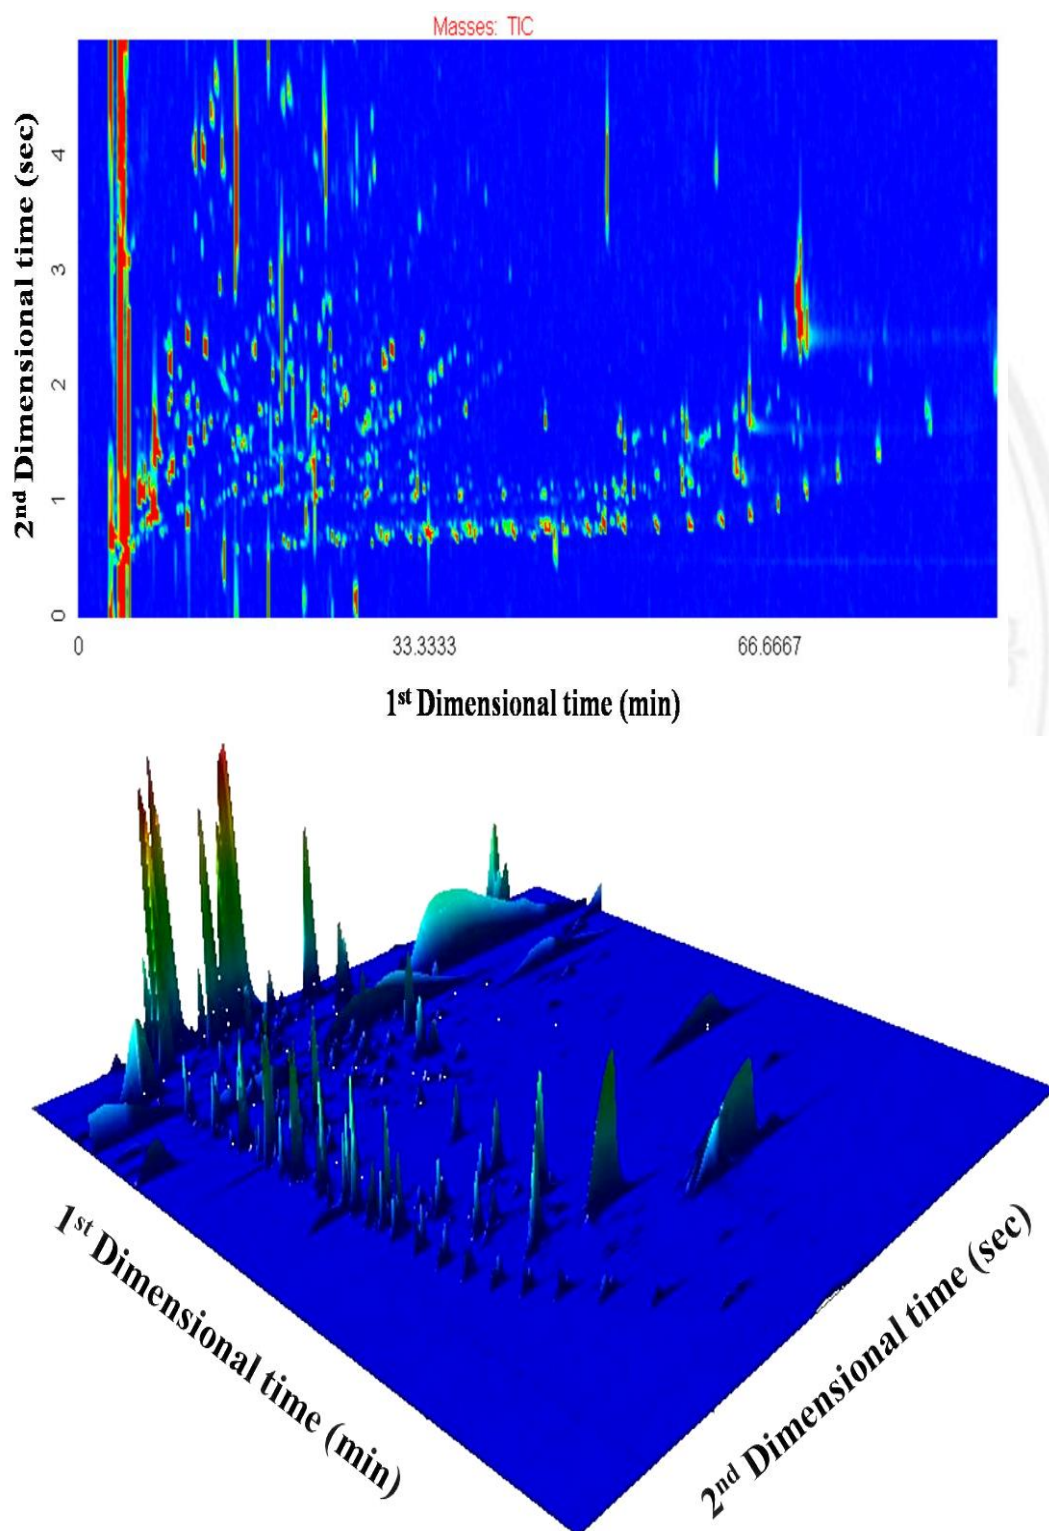 Masses: TIC
2nd Dimensional time (sec)
4
3
2
1
0
0 33.3333 66.6667
1st Dimensional time (min)
1st Dimensional time (min)
2nd Dimensional time (sec)